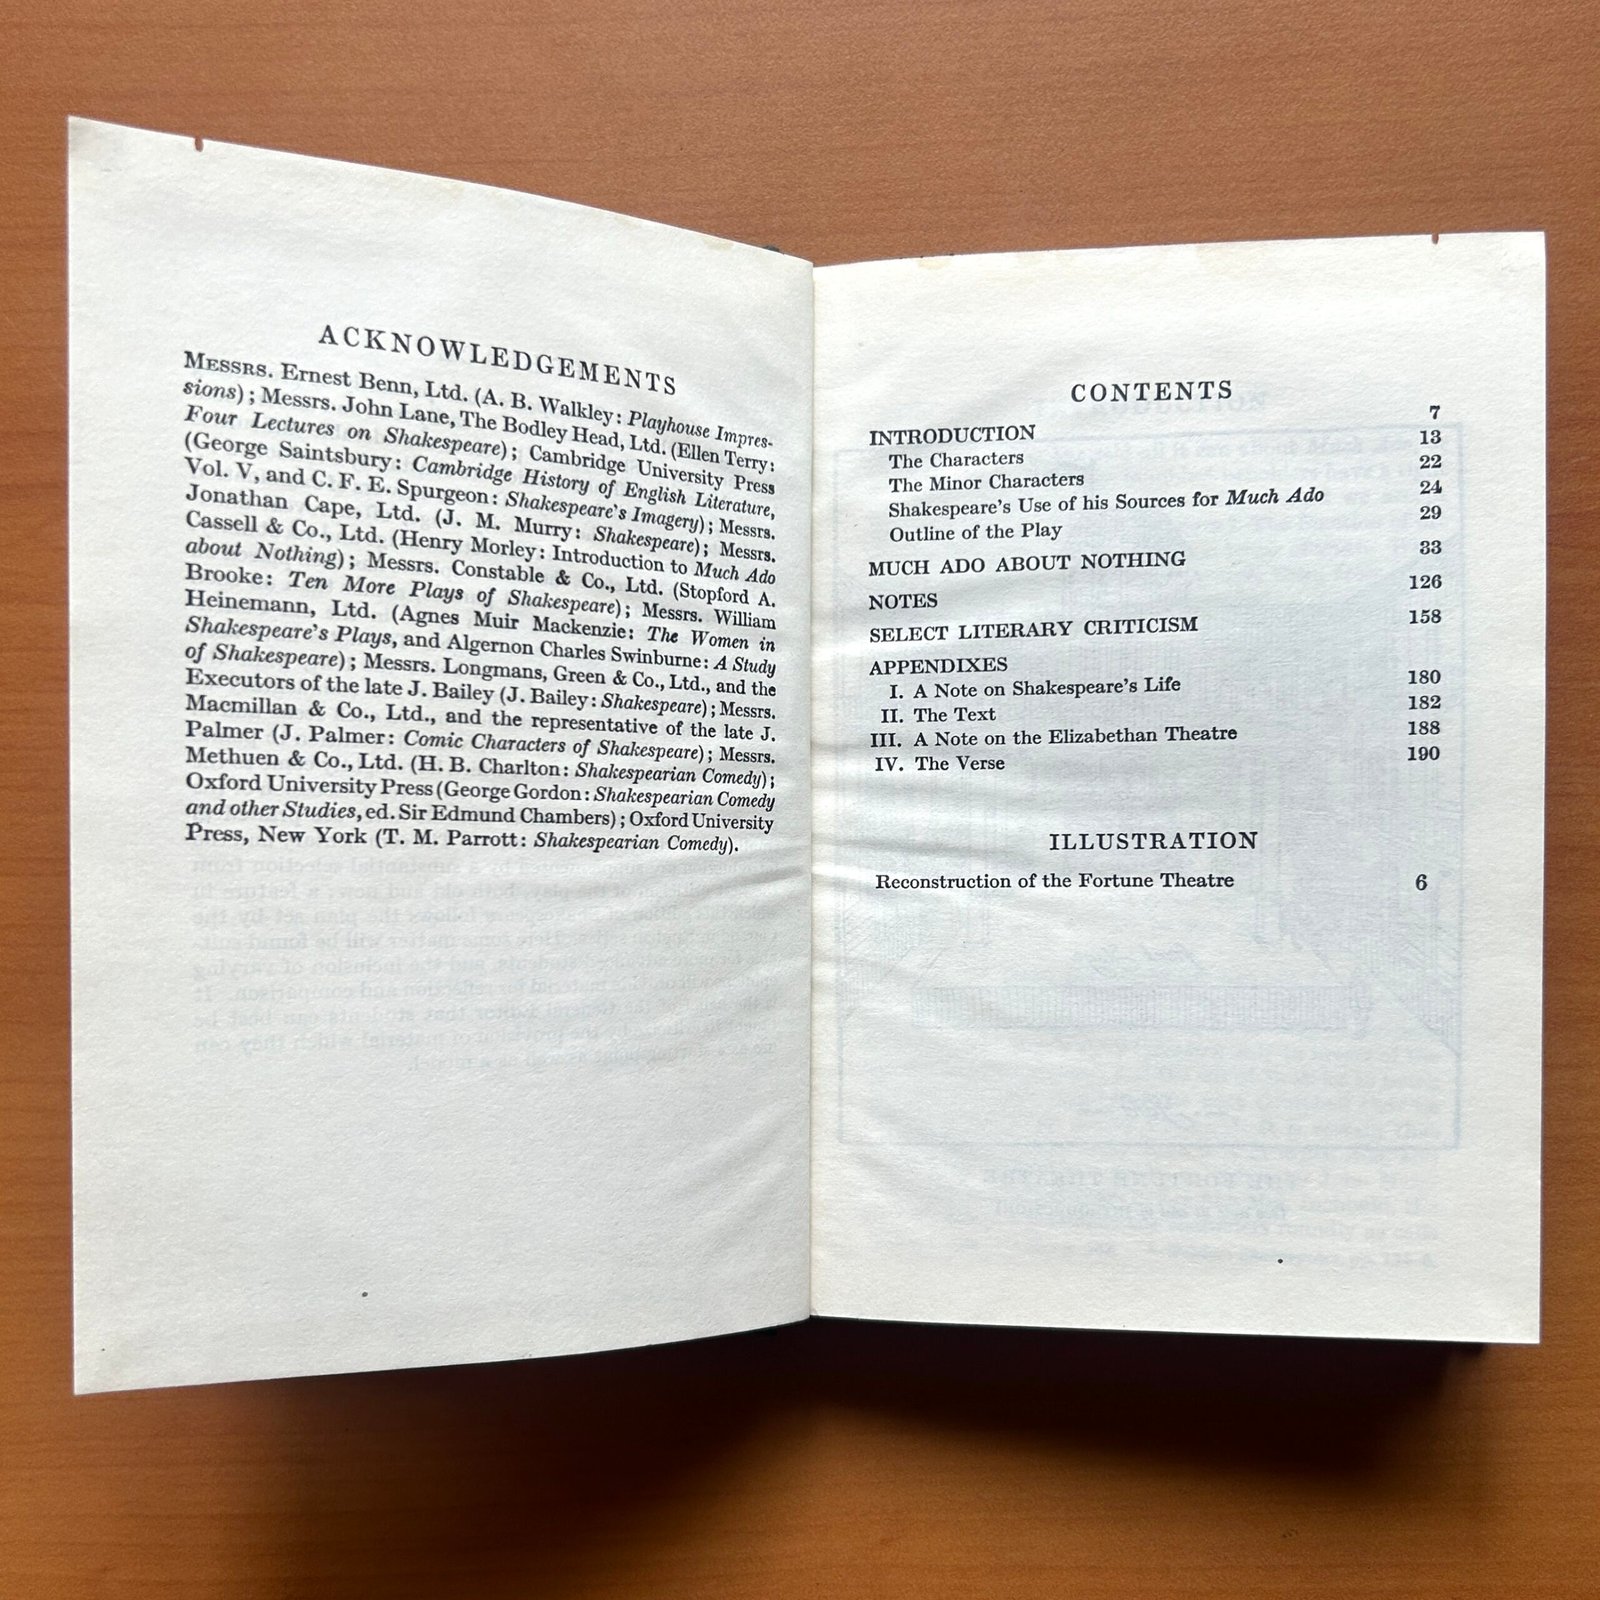 ACKNOWLEDGEMENTS
MESSRS. Ernest Benn, Ltd. (A. B. Walkley: Playhouse Impres-
sions); Messrs. John Lane, The Bodley Head, Ltd. (Ellen Terry:
Four Lectures on Shakespeare); Cambridge University Press
(George Saintsbury: Cambridge History of English Literature,
Vol. V, and C. F. E. Spurgeon: Shakespeare's Imagery); Messrs.
Jonathan Cape, Ltd. (J. M. Murry: Shakespeare); Messrs.
Cassell & Co., Ltd. (Henry Morley: Introduction to Much Ado
about Nothing); Messrs. Constable & Co., Ltd. (Stopford A.
Brooke: Ten More Plays of Shakespeare); Messrs. William
Heinemann, Ltd. (Agnes Muir Mackenzie: The Women in
Shakespeare's Plays, and Algernon Charles Swinburne: A Study
of Shakespeare); Messrs. Longmans, Green & Co., Ltd., and the
Executors of the late J. Bailey (J. Bailey: Shakespeare); Messrs.
Macmillan & Co., Ltd., and the representative of the late J.
Palmer (J. Palmer: Comic Characters of Shakespeare); Messrs.
Methuen & Co., Ltd. (H. B. Charlton: Shakespearian Comedy);
Oxford University Press (George Gordon: Shakespearian Comedy
and other Studies, ed. Sir Edmund Chambers); Oxford University
Press, New York (T. M. Parrott: Shakespearian Comedy).
CONTENTS
INTRODUCTION 7
The Characters 13
The Minor Characters 22
Shakespeare's Use of his Sources for Much Ado 24
Outline of the Play 29
MUCH ADO ABOUT NOTHING 33
NOTES 126
SELECT LITERARY CRITICISM 158
APPENDIXES
I. A Note on Shakespeare's Life 180
II. The Text 182
III. A Note on the Elizabethan Theatre 188
IV. The Verse 190
ILLUSTRATION
Reconstruction of the Fortune Theatre 6